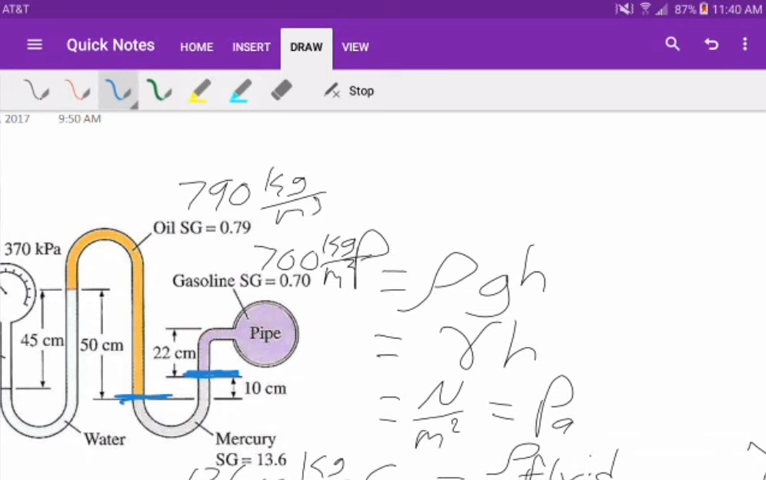 AT&T 87% 11:40 AM
Quick Notes HOME INSERT DRAW VIEW
Stop
2017 9:50 AM
790 kg/m³
Oil SG = 0.79
370 kPa
700 kg/m³
P = ρgh
Gasoline SG = 0.70
Pipe
45 cm 50 cm 22 cm
= γh
10 cm
= N/m² = Pa
Water
Mercury
SG = 13.6
kg = ρfluid